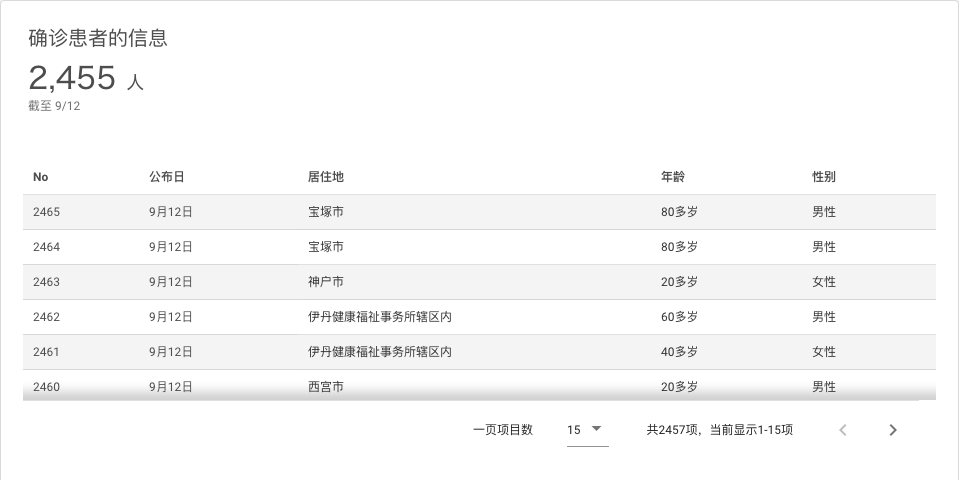 确诊患者的信息
2,455 人
截至 9/12
No 公布日 居住地 年龄 性别
2465 9月12日 宝塚市 80多岁 男性
2464 9月12日 宝塚市 80多岁 男性
2463 9月12日 神户市 20多岁 女性
2462 9月12日 伊丹健康福祉事务所辖区内 60多岁 男性
2461 9月12日 伊丹健康福祉事务所辖区内 40多岁 女性
2460 9月12日 西宫市 20多岁 男性
一页项目数 15 共2457项，当前显示1-15项